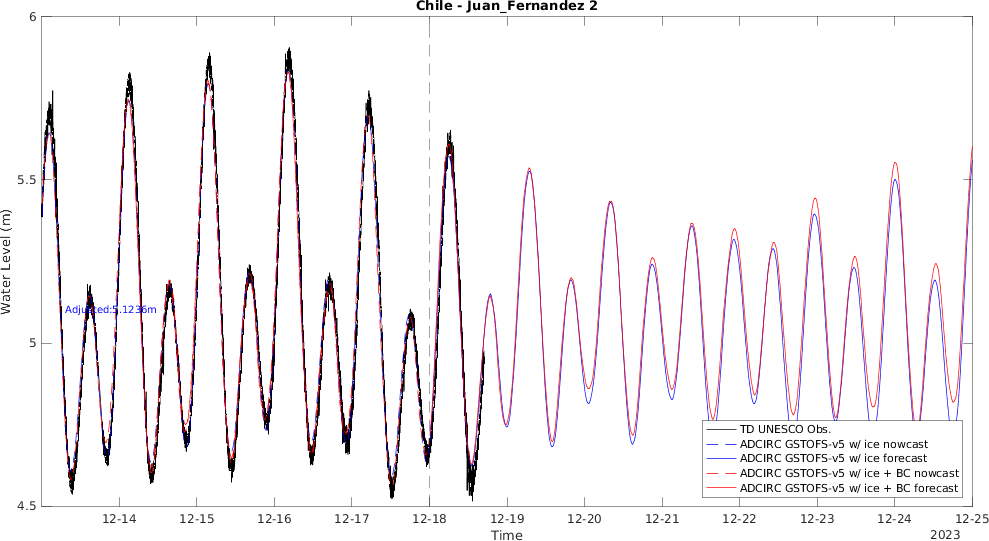 Chile - Juan_Fernandez 2
6
5.5
5
4.5
Water Level (m)
Adjusted:5.1236m
TD UNESCO Obs.
ADCIRC GSTOFS-v5 w/ ice nowcast
ADCIRC GSTOFS-v5 w/ ice forecast
ADCIRC GSTOFS-v5 w/ ice + BC nowcast
ADCIRC GSTOFS-v5 w/ ice + BC forecast
12-14 12-15 12-16 12-17 12-18 12-19 12-20 12-21 12-22 12-23 12-24 12-25
Time
2023